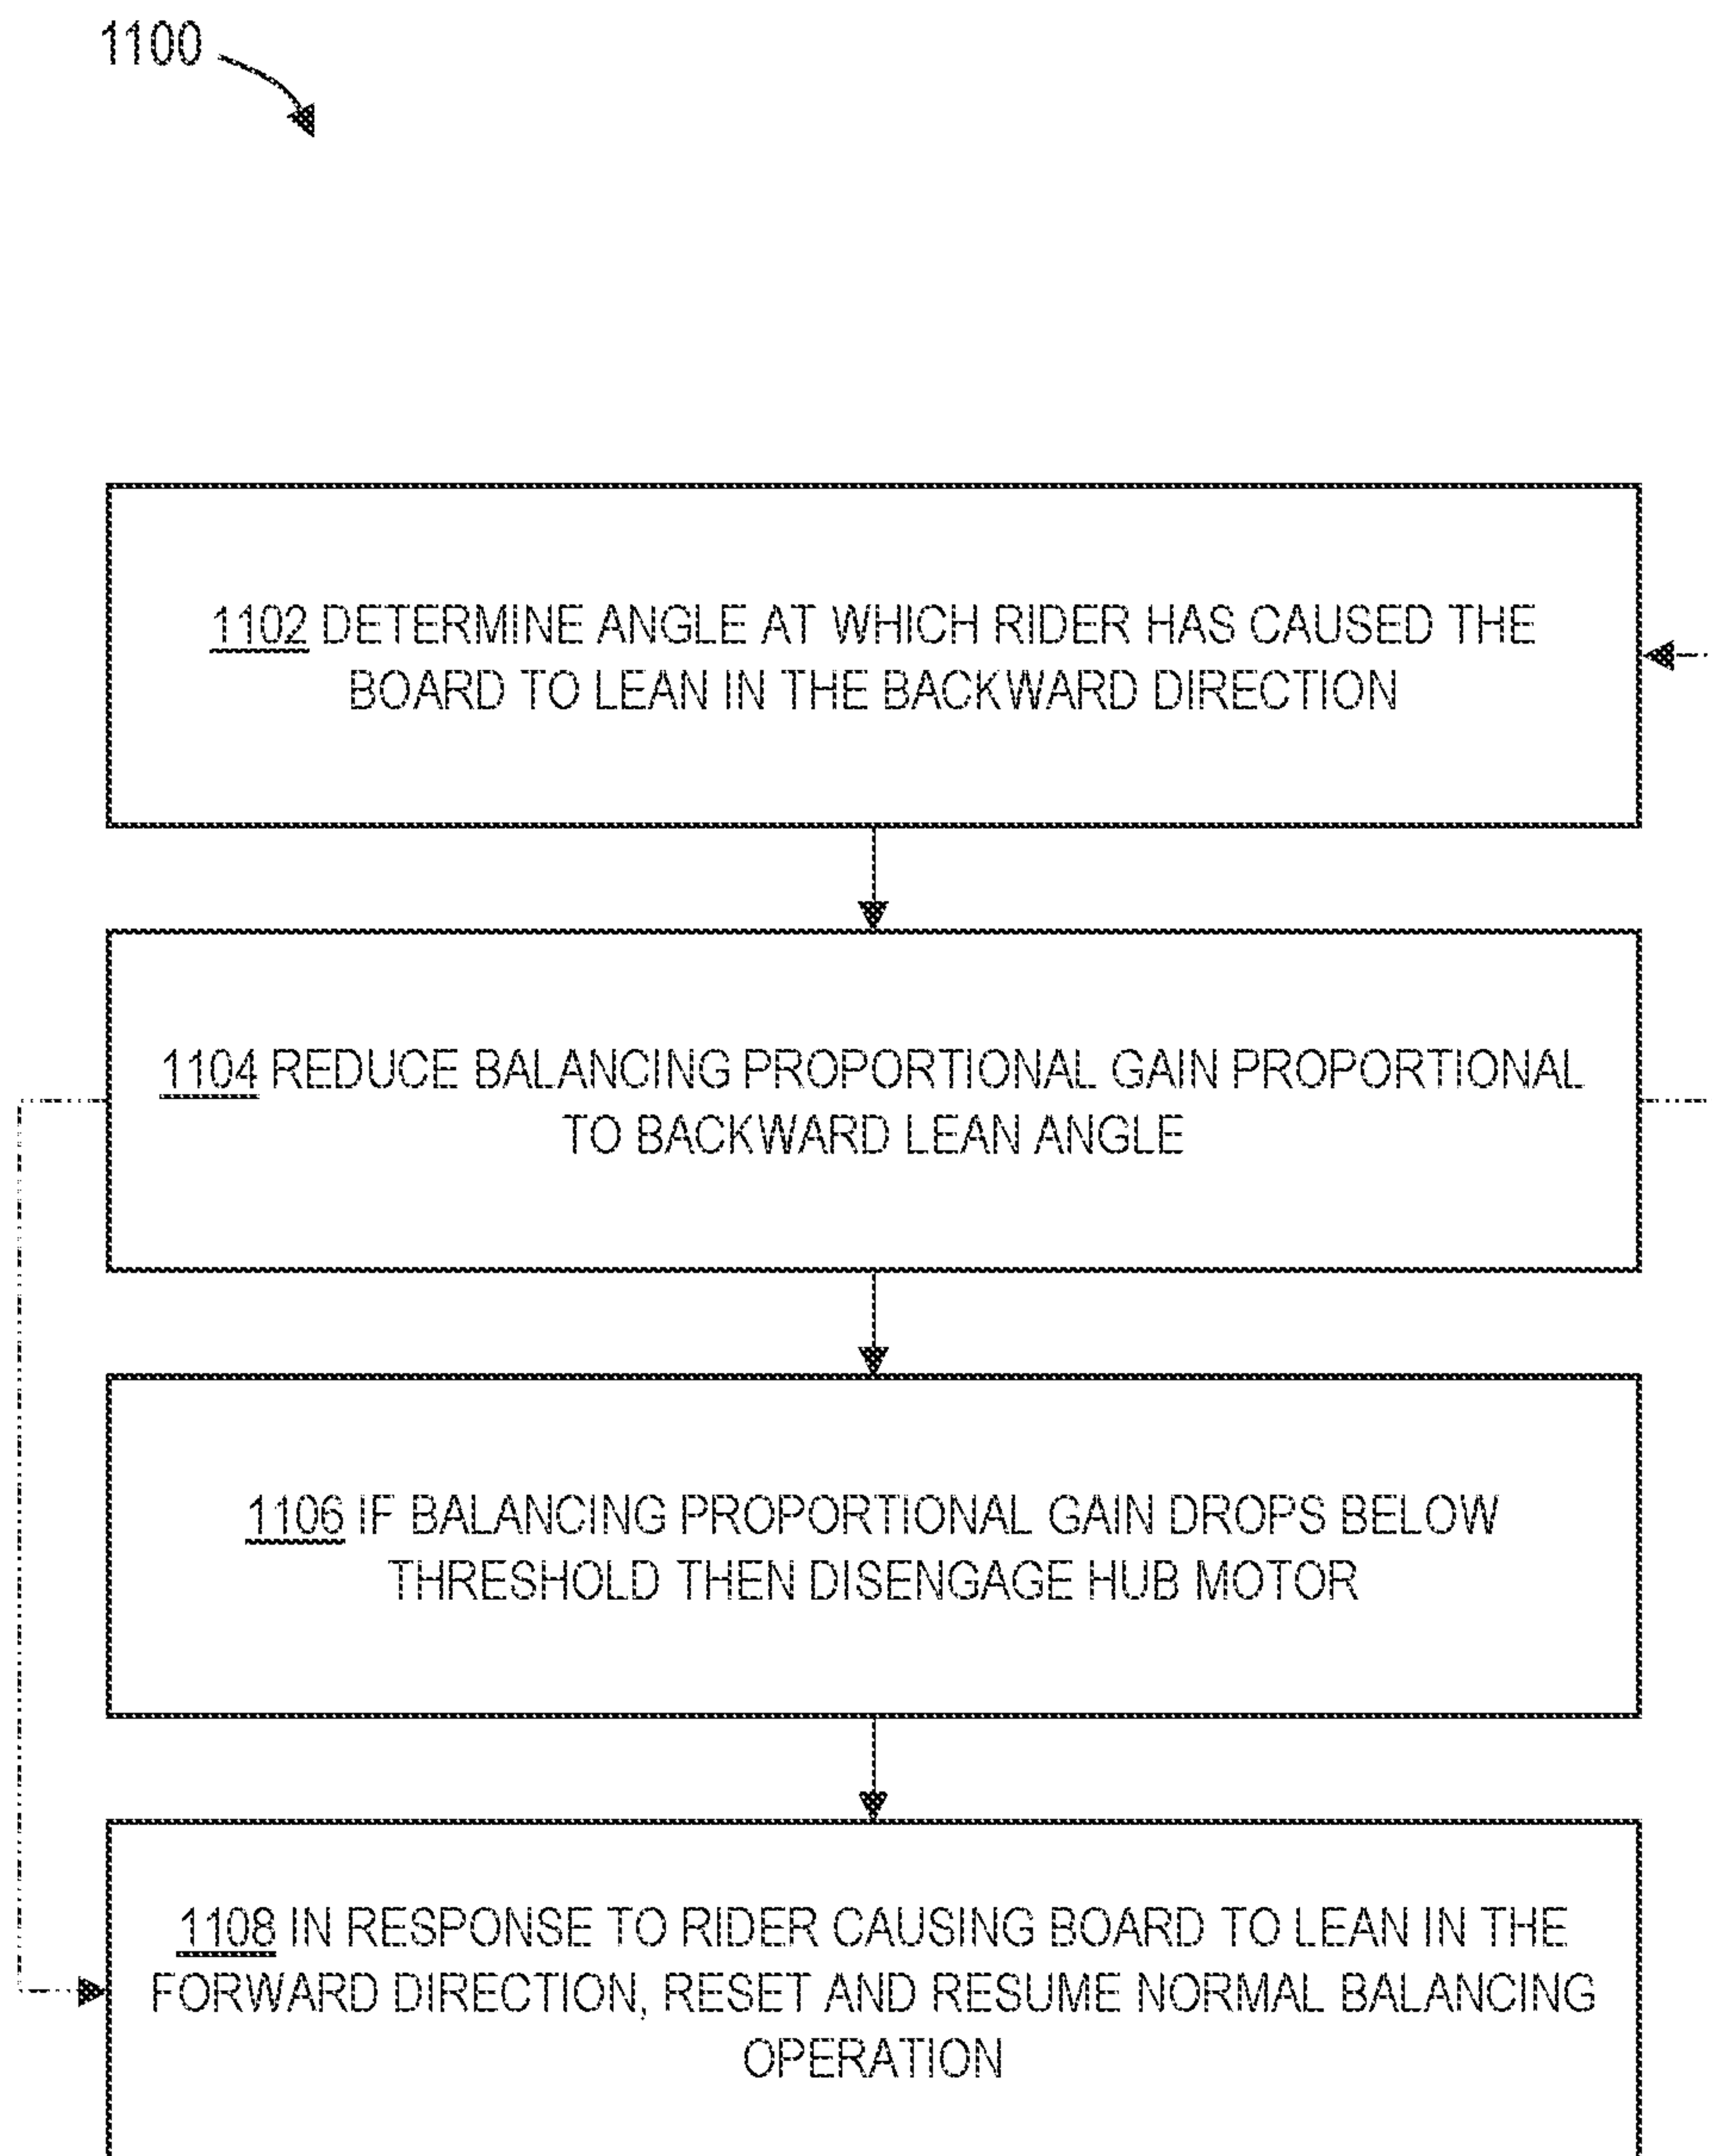 1100
1102 DETERMINE ANGLE AT WHICH RIDER HAS CAUSED THE
BOARD TO LEAN IN THE BACKWARD DIRECTION
1104 REDUCE BALANCING PROPORTIONAL GAIN PROPORTIONAL
TO BACKWARD LEAN ANGLE
1106 IF BALANCING PROPORTIONAL GAIN DROPS BELOW
THRESHOLD THEN DISENGAGE HUB MOTOR
1108 IN RESPONSE TO RIDER CAUSING BOARD TO LEAN IN THE
FORWARD DIRECTION, RESET AND RESUME NORMAL BALANCING
OPERATION